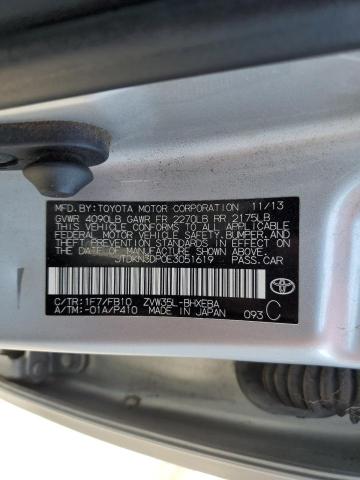 MFD.BY:TOYOTA MOTOR CORPORATION 11/13
GVWR 4090LB GAWR FR 2270LB RR 2175LB
THIS VEHICLE CONFORMS TO ALL APPLICABLE
FEDERAL MOTOR VEHICLE SAFETY, BUMPER, AND
THEFT PREVENTION STANDARDS IN EFFECT ON
THE DATE OF MANUFACTURE SHOWN ABOVE.
JTDKN3DP0E3051619 PASS.CAR
C/TR:1F7/FB10 ZVW35L-BHXEBA
A/TM:-01A/P410 MADE IN JAPAN 093 C